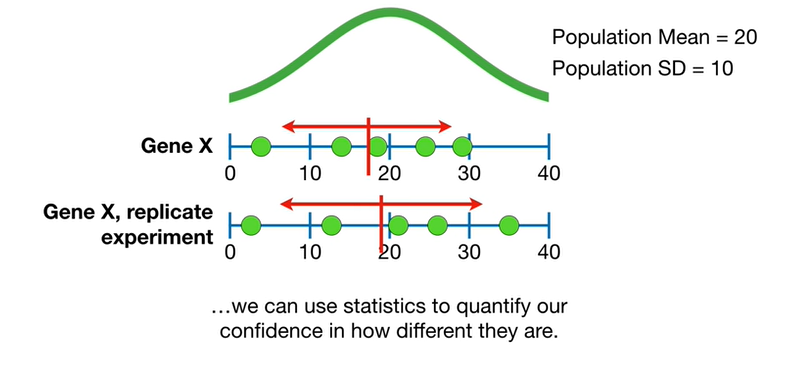 Population Mean = 20
Population SD = 10
Gene X
0 10 20 30 40
Gene X, replicate
experiment
0 10 20 30 40
…we can use statistics to quantify our
confidence in how different they are.